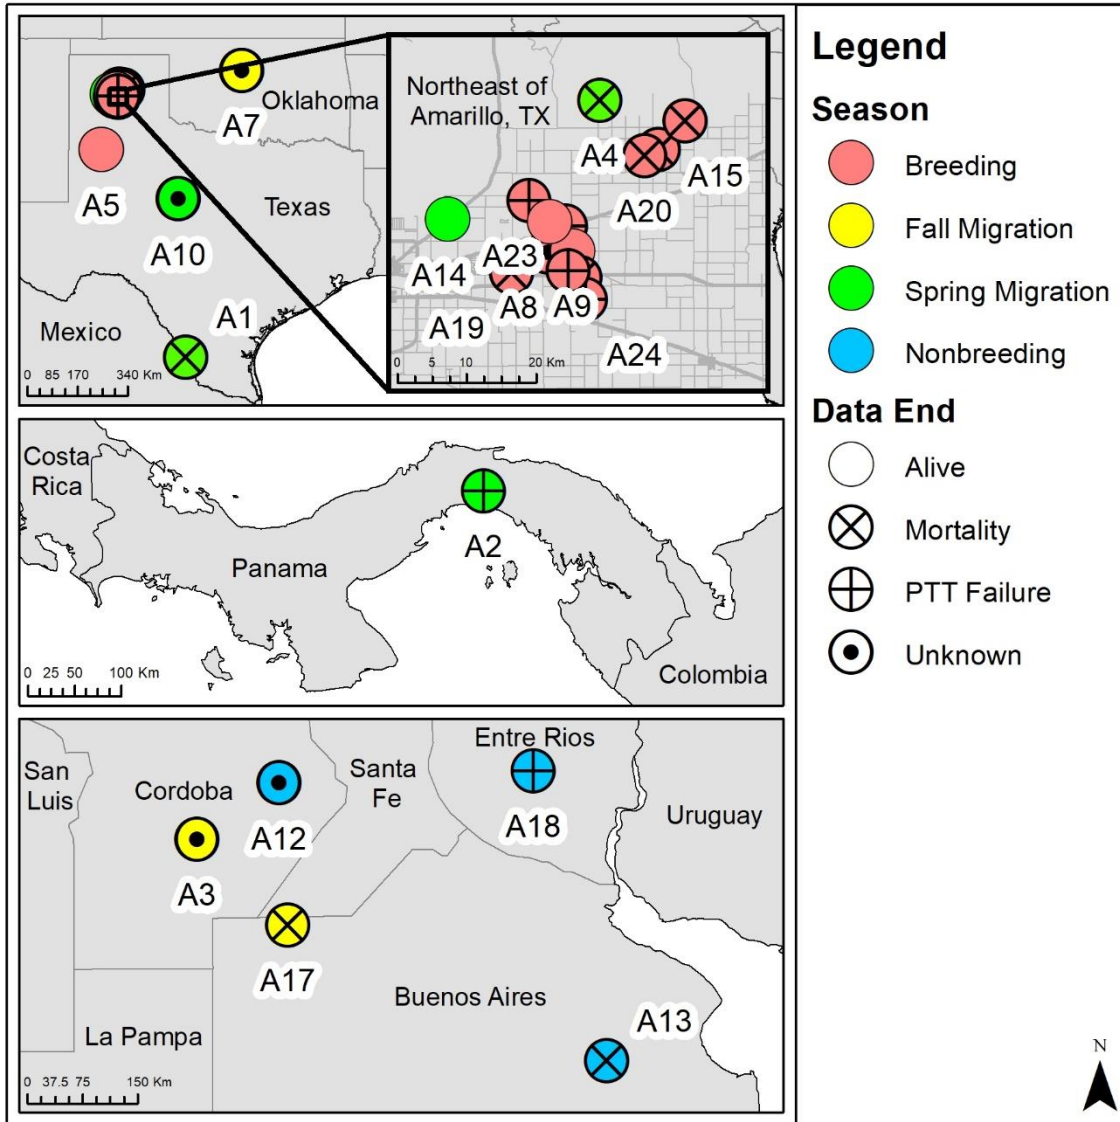 Oklahoma
A7
A5
Texas
A10
Mexico
A1
0 85 170 340 Km
Northeast of
Amarillo, TX
A4
A15
A20
A23
A14
A8
A9
A19
A24
0 5 10 20 Km
Costa
Rica
A2
Panama
Colombia
0 25 50 100 Km
San
Luis
Cordoba
Santa
Fe
Entre Rios
Uruguay
A12
A18
A3
A17
Buenos Aires
A13
La Pampa
0 37.5 75 150 Km
Legend
Season
Breeding
Fall Migration
Spring Migration
Nonbreeding
Data End
Alive
Mortality
PTT Failure
Unknown
N